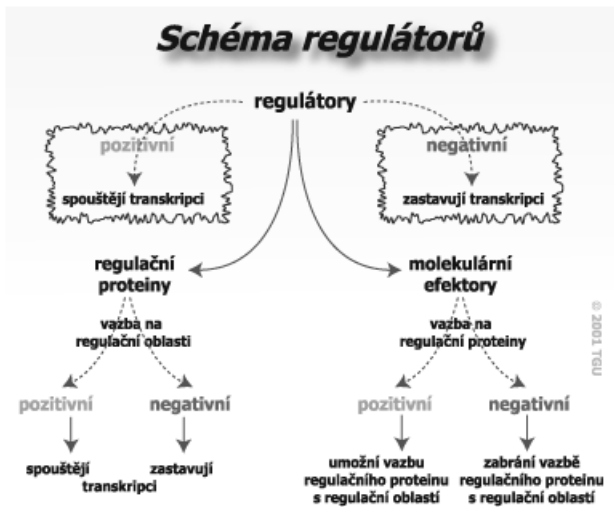 Schéma regulátorů
regulátory
pozitivní
spouštějí transkripci
negativní
zastavují transkripci
regulační
proteiny
molekulární
efektory
vazba na
regulační oblasti
vazba na
regulační proteiny
pozitivní
negativní
pozitivní
negativní
spouštějí
zastavují
transkripci
umožní vazbu
regulačního proteinu
s regulační oblastí
zabrání vazbě
regulačního proteinu
s regulační oblastí
© 2001 TGU